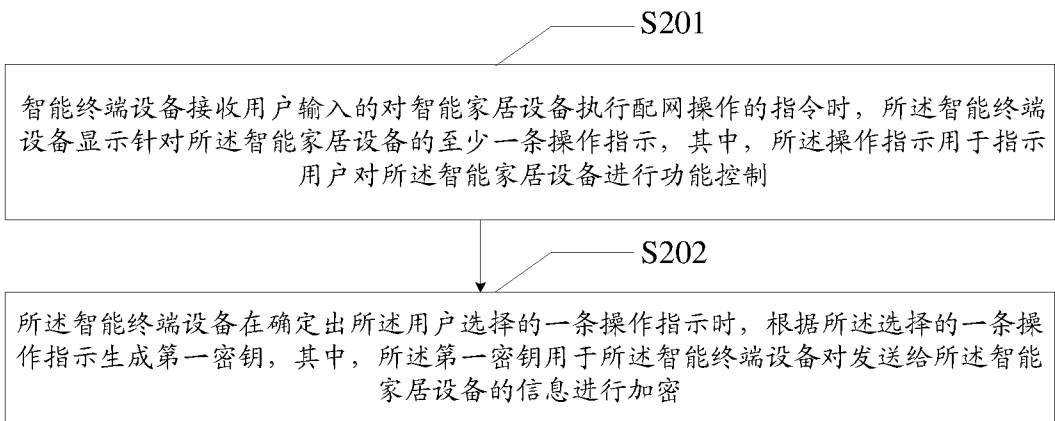 S201
智能终端设备接收用户输入的对智能家居设备执行配网操作的指令时，所述智能终端
设备显示针对所述智能家居设备的至少一条操作指示，其中，所述操作指示用于指示
用户对所述智能家居设备进行功能控制
S202
所述智能终端设备在确定出所述用户选择的一条操作指示时，根据所述选择的一条操
作指示生成第一密钥，其中，所述第一密钥用于所述智能终端设备对发送给所述智能
家居设备的信息进行加密